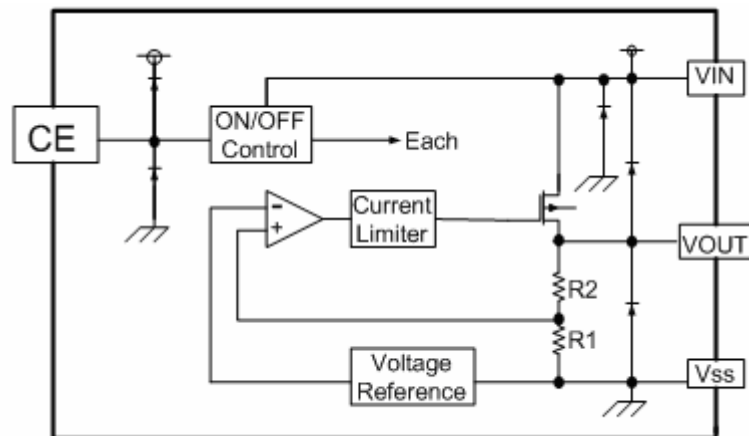 CE
ON/OFF
Control
Each
VIN
Current
Limiter
VOUT
R2
R1
Voltage
Reference
Vss
-
+